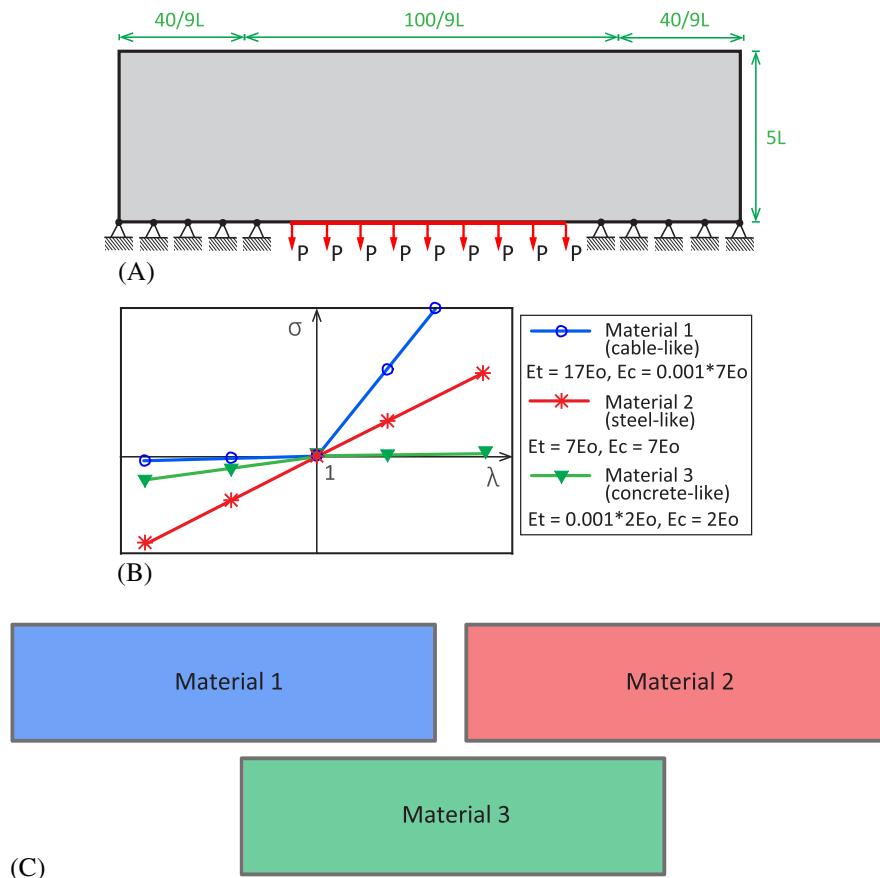 40/9L 100/9L 40/9L
5L
P P P P P P P P P
(A)
σ
1
λ
Material 1
(cable-like)
Et = 17Eo, Ec = 0.001*7Eo
Material 2
(steel-like)
Et = 7Eo, Ec = 7Eo
Material 3
(concrete-like)
Et = 0.001*2Eo, Ec = 2Eo
(B)
Material 1 Material 2
Material 3
(C)